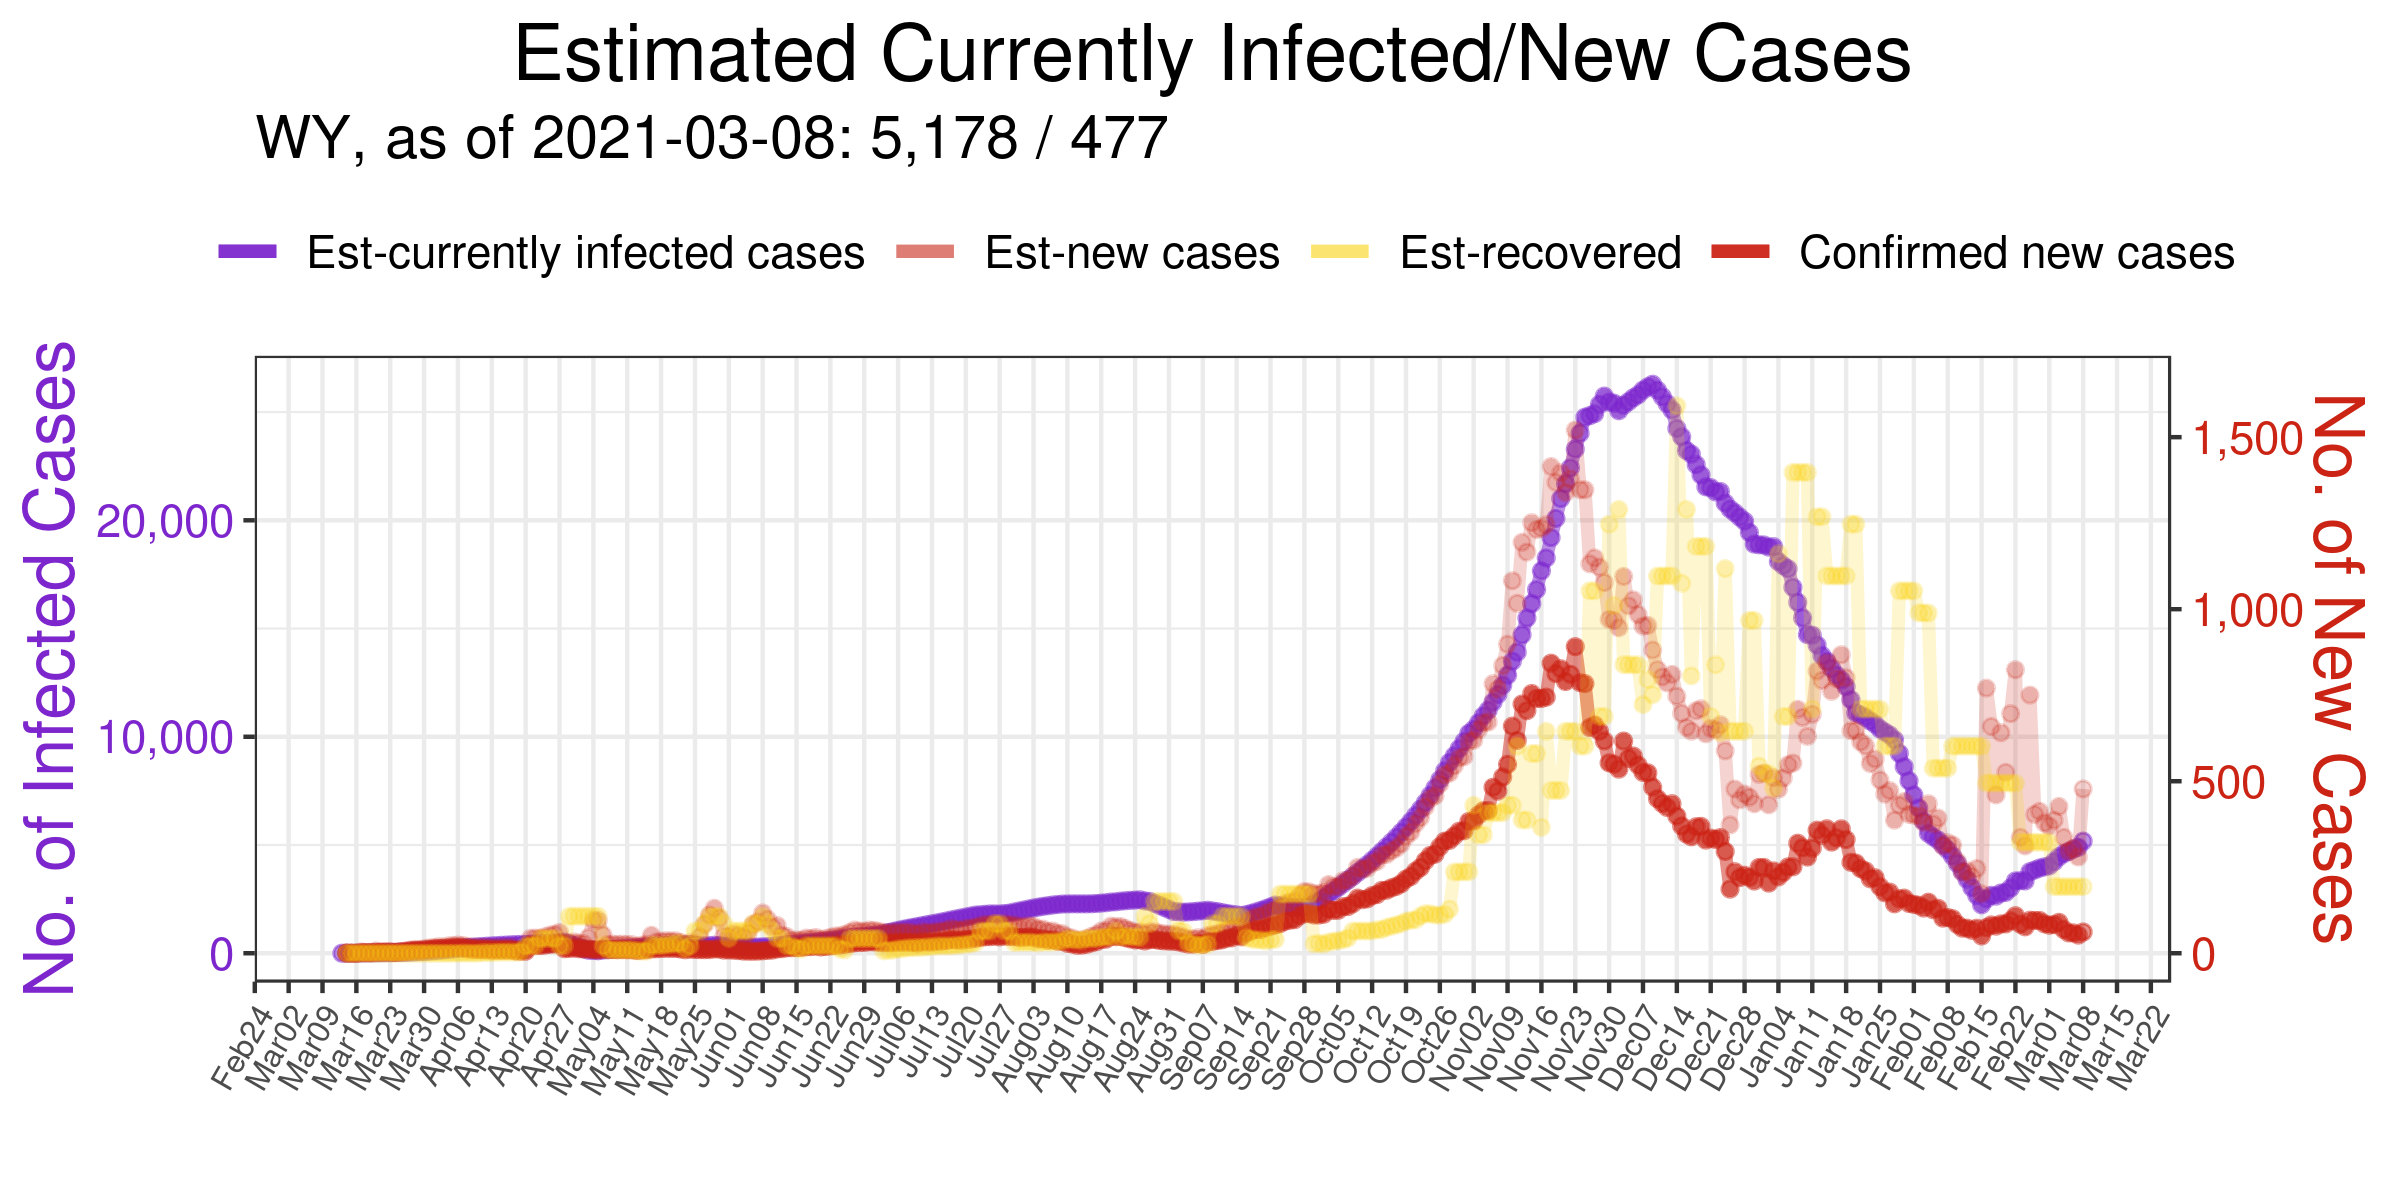 Estimated Currently Infected/New Cases
WY, as of 2021-03-08: 5,178 / 477
Est-currently infected cases Est-new cases Est-recovered Confirmed new cases
No. of Infected Cases
20,000
10,000
0
1,500
1,000
500
0
No. of New Cases
Feb24 Mar02 Mar09 Mar16 Mar23 Mar30 Apr06 Apr13 Apr20 Apr27 May04 May11 May18 May25 Jun01 Jun08 Jun15 Jun22 Jun29 Jul06 Jul13 Jul20 Jul27 Aug03 Aug10 Aug17 Aug24 Aug31 Sep07 Sep14 Sep21 Sep28 Oct05 Oct12 Oct19 Oct26 Nov02 Nov09 Nov16 Nov23 Nov30 Dec07 Dec14 Dec21 Dec28 Jan04 Jan11 Jan18 Jan25 Feb01 Feb08 Feb15 Feb22 Mar01 Mar08 Mar15 Mar22